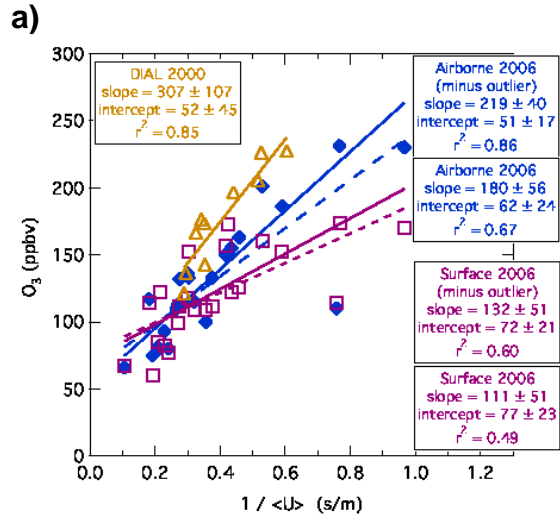 a)
300
250
200
150
100
50
0
O3 (ppbv)
0.0 0.2 0.4 0.6 0.8 1.0 1.2
1 / <U> (s/m)
DIAL 2000
slope = 307 ± 107
intercept = 52 ± 45
r² = 0.85
Airborne 2006
(minus outlier)
slope = 219 ± 40
intercept = 51 ± 17
r² = 0.86
Airborne 2006
slope = 180 ± 56
intercept = 62 ± 24
r² = 0.67
Surface 2006
(minus outlier)
slope = 132 ± 51
intercept = 72 ± 21
r² = 0.60
Surface 2006
slope = 111 ± 51
intercept = 77 ± 23
r² = 0.49